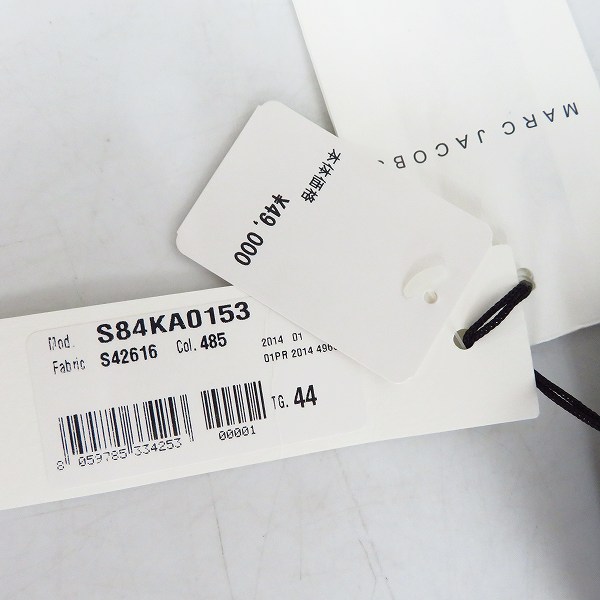 MARC JACOB
本体価格
¥49,000
Mod. S84KA0153
Fabric S42616 Col. 485
2014 01
01PR 2014
TG. 44
8 059785 334253
00001